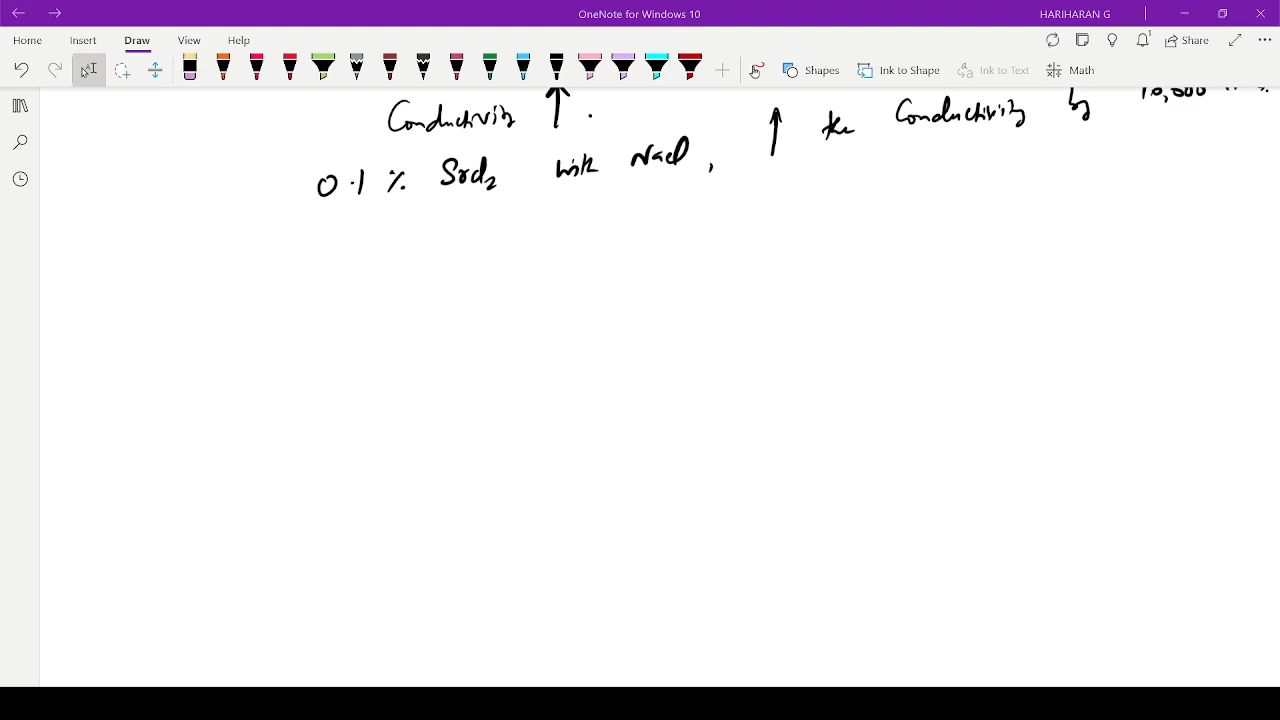 OneNote for Windows 10
HARIHARAN G
Home Insert Draw View Help
Share
Shapes Ink to Shape Ink to Text Math
Conductivity ↑ .
0.1 % SrCl2 with NaCl, ↑ the Conductivity by